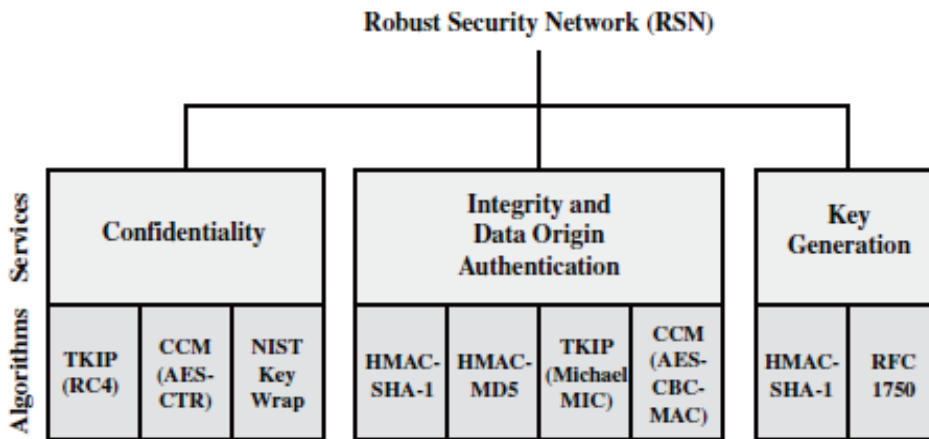 Robust Security Network (RSN)
Services
Confidentiality
Integrity and
Data Origin
Authentication
Key
Generation
Algorithms
TKIP
(RC4)
CCM
(AES-
CTR)
NIST
Key
Wrap
HMAC-
SHA-1
HMAC-
MD5
TKIP
(Michael
MIC)
CCM
(AES-
CBC-
MAC)
HMAC-
SHA-1
RFC
1750